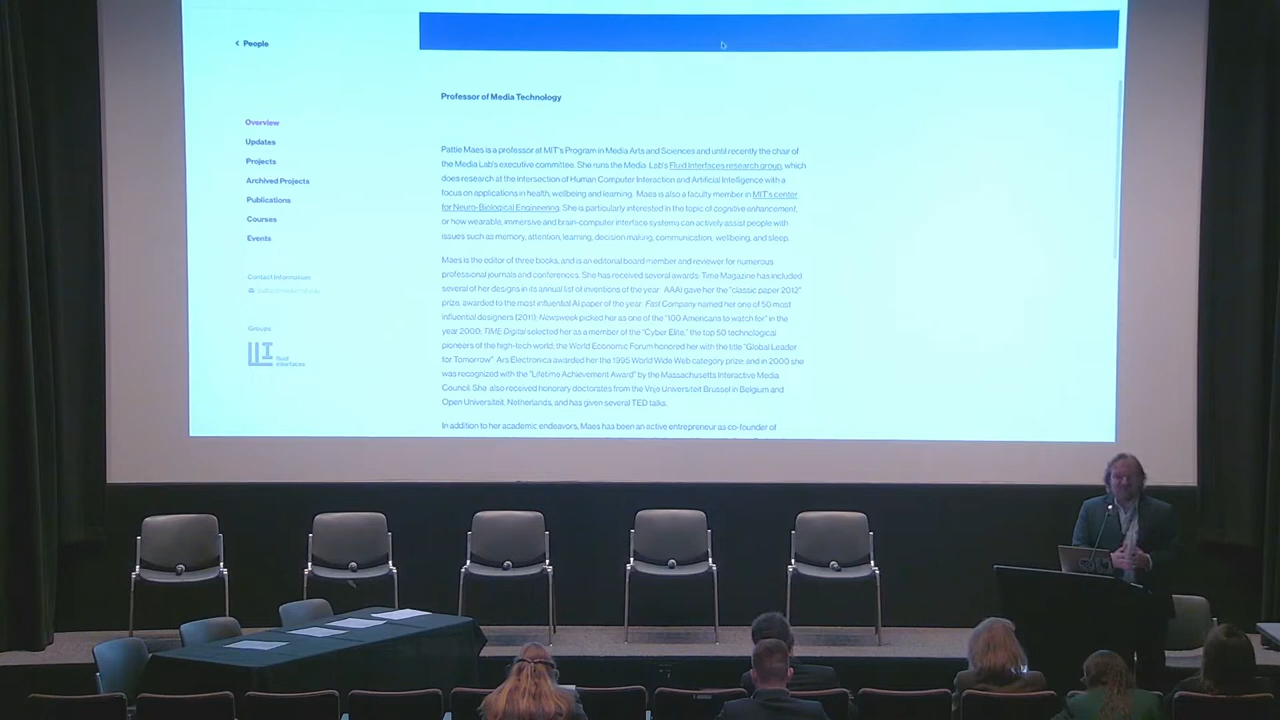 ‹ People
Professor of Media Technology
Overview
Updates
Projects
Archived Projects
Publications
Courses
Events
Contact Information
Groups
fluid
interfaces
Pattie Maes is a professor at MIT's Program in Media Arts and Sciences and until recently the chair of
the Media Lab's executive committee. She runs the Media Lab's Fluid Interfaces research group, which
does research at the intersection of Human Computer Interaction and Artificial Intelligence with a
focus on applications in health, wellbeing and learning. Maes is also a faculty member in MIT's center
for Neuro-Biological Engineering. She is particularly interested in the topic of cognitive enhancement,
or how wearable, immersive and brain-computer interface systems can actively assist people with
issues such as memory, attention, learning, decision making, communication, wellbeing, and sleep.
Maes is the editor of three books, and is an editorial board member and reviewer for numerous
professional journals and conferences. She has received several awards: Time Magazine has included
several of her designs in its annual list of inventions of the year; AAAI gave her the "classic paper 2012"
prize, awarded to the most influential AI paper of the year; Fast Company named her one of 50 most
influential designers (2011); Newsweek picked her as one of the "100 Americans to watch for" in the
year 2000; TIME Digital selected her as a member of the "Cyber Elite," the top 50 technological
pioneers of the high-tech world; the World Economic Forum honored her with the title "Global Leader
for Tomorrow". Ars Electronica awarded her the 1995 World Wide Web category prize; and in 2000 she
was recognized with the "Lifetime Achievement Award" by the Massachusetts Interactive Media
Council. She also received honorary doctorates from the Vrije Universiteit Brussel in Belgium and
Open Universiteit, Netherlands, and has given several TED talks.
In addition to her academic endeavors, Maes has been an active entrepreneur as co-founder of